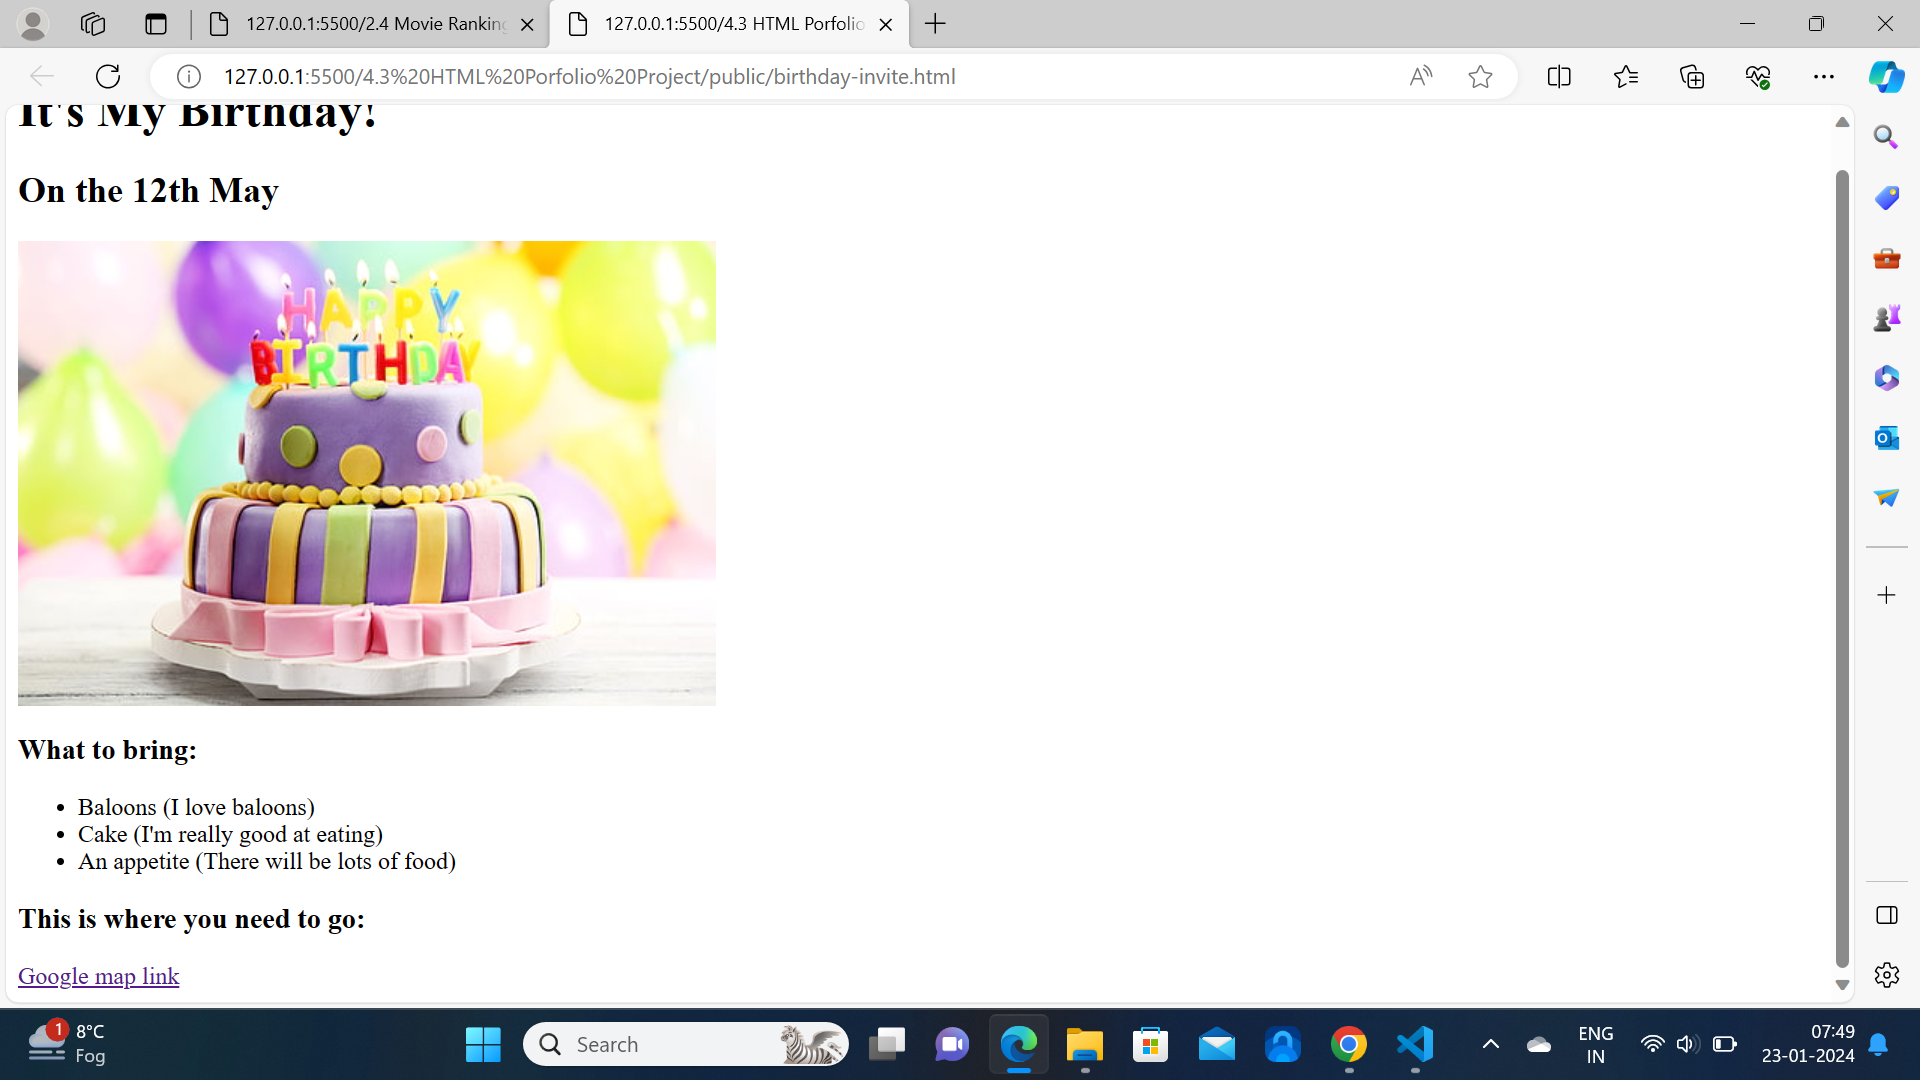 127.0.0.1:5500/2.4 Movie Ranking
127.0.0.1:5500/4.3 HTML Porfolio
127.0.0.1:5500/4.3%20HTML%20Porfolio%20Project/public/birthday-invite.html
It's My Birthday!
On the 12th May
HAPPY
BIRTHDAY
What to bring:
Baloons (I love baloons)
Cake (I'm really good at eating)
An appetite (There will be lots of food)
This is where you need to go:
Google map link
1
8°C
Fog
Search
ENG
IN
07:49
23-01-2024